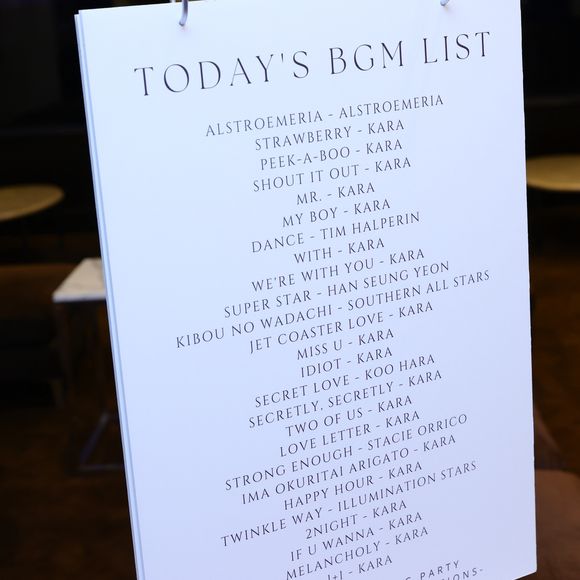 TODAY'S BGM LIST
ALSTROEMERIA - ALSTROEMERIA
STRAWBERRY - KARA
PEEK-A-BOO - KARA
SHOUT IT OUT - KARA
MR. - KARA
MY BOY - KARA
DANCE - TIM HALPERIN
WITH - KARA
WE'RE WITH YOU - KARA
SUPER STAR - HAN SEUNG YEON
KIBOU NO WADACHI - SOUTHERN ALL STARS
JET COASTER LOVE - KARA
MISS U - KARA
IDIOT - KARA
SECRET LOVE - KOO HARA
SECRETLY, SECRETLY - KARA
TWO OF US - KARA
LOVE LETTER - KARA
STRONG ENOUGH - STACIE ORRICO
IMA OKURITAI ARIGATO - KARA
HAPPY HOUR - KARA
TWINKLE WAY - ILLUMINATION STARS
2NIGHT - KARA
IF U WANNA - KARA
MELANCHOLY - KARA
1+1 - KARA
PARTY